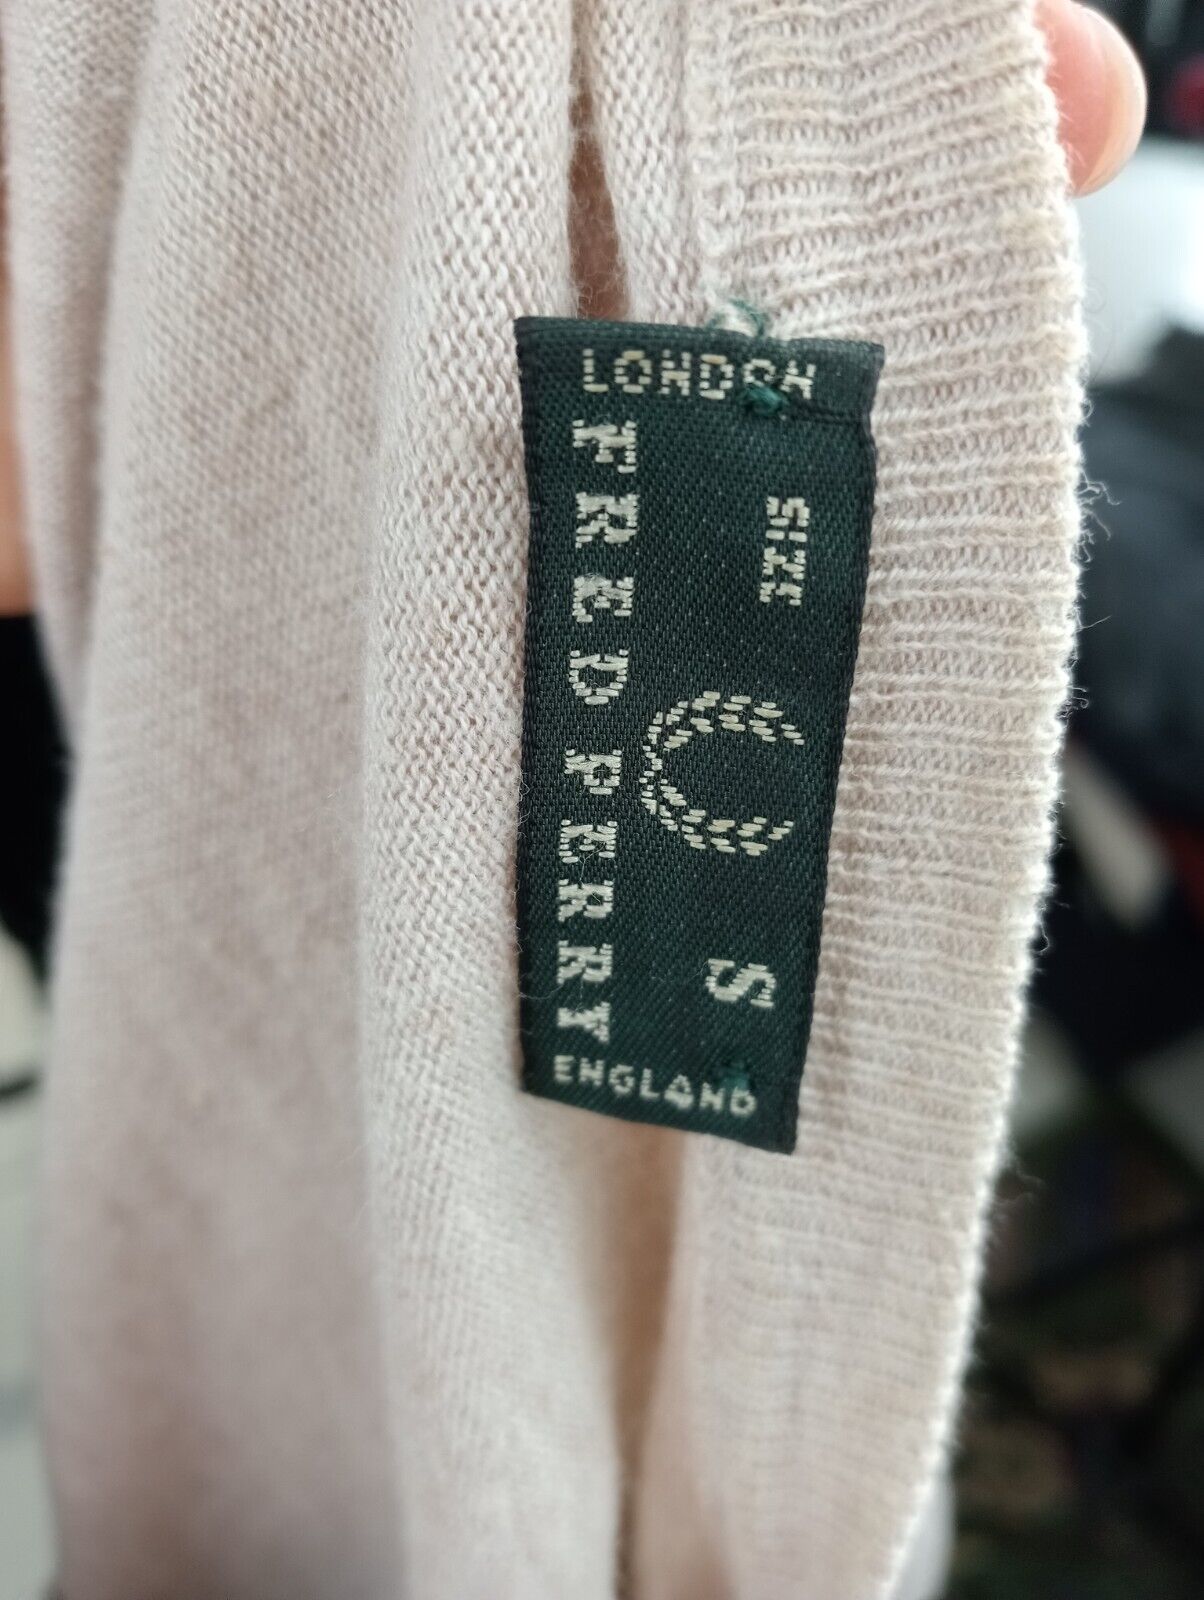 LONDON
FRED PERRY
SIZE S
ENGLAND